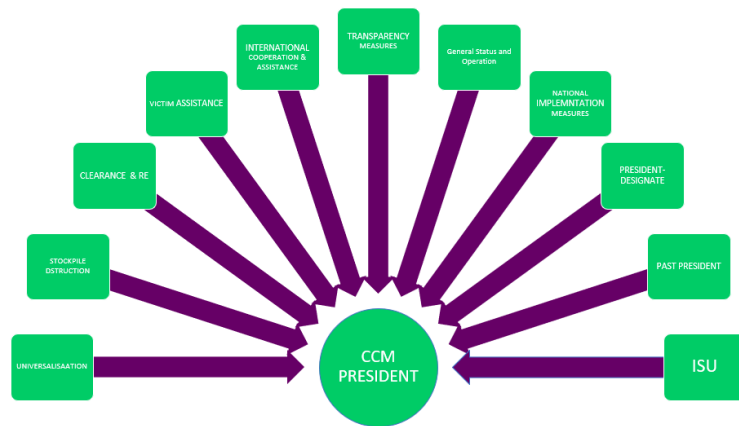 TRANSPARENCY
MEASURES
INTERNATIONAL
COOPERATION &
ASSISTANCE
General Status and
Operation
VICTIM ASSISTANCE
NATIONAL
IMPLEMNTATION
MEASURES
CLEARANCE & RE
PRESIDENT-
DESIGNATE
STOCKPILE
DSTRUCTION
PAST PRESIDENT
UNIVERSALISAATION
CCM
PRESIDENT
ISU